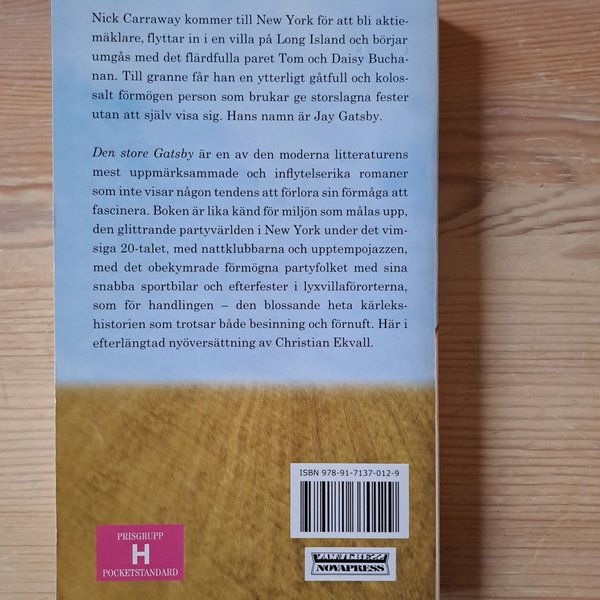 Nick Carraway kommer till New York för att bli aktie-
mäklare, flyttar in i en villa på Long Island och börjar
umgås med det flärdfulla paret Tom och Daisy Bucha-
nan. Till granne får han en ytterligt gåtfull och kolos-
salt förmögen person som brukar ge storslagna fester
utan att själv visa sig. Hans namn är Jay Gatsby.
Den store Gatsby är en av den moderna litteraturens
mest uppmärksammade och inflytelserika romaner
som inte visar någon tendens att förlora sin förmåga att
fascinera. Boken är lika känd för miljön som målas upp,
den glittrande partyvärlden i New York under det vim-
siga 20-talet, med nattklubbarna och upptempojazzen,
med det obekymrade förmögna partyfolket med sina
snabba sportbilar och efterfester i lyxvillaförorterna,
som för handlingen – den blossande heta kärleks-
historien som trotsar både besinning och förnuft. Här i
efterlängtad nyöversättning av Christian Ekvall.
ISBN 978-91-7137-012-9
PRISGRUPP
H
POCKETSTANDARD
NOVAPRESS